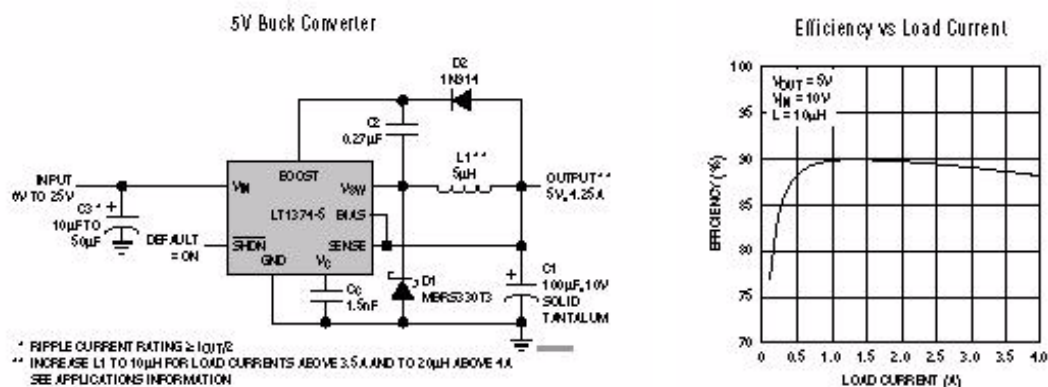 5V Buck Converter
D2
1N914
C2
0.27µF
L1**
5µH
INPUT
6V TO 25V
OUTPUT**
5V, 4.25A
BOOST
VIN
VSW
LT1374-5
BIAS
SHDN
SENSE
GND
VC
C3*
10µF TO
50µF
DEFAULT
= ON
CC
1.5nF
D1
MBRS330T3
C1
100µF, 10V
SOLID
TANTALUM
* RIPPLE CURRENT RATING ≥ IOUT/2
** INCREASE L1 TO 10µH FOR LOAD CURRENTS ABOVE 3.5A AND TO 20µH ABOVE 4A
SEE APPLICATIONS INFORMATION
Efficiency vs Load Current
VOUT = 5V
VIN = 10V
L = 10µH
EFFICIENCY (%)
100
95
90
85
80
75
70
0 0.5 1.0 1.5 2.0 2.5 3.0 3.5 4.0
LOAD CURRENT (A)